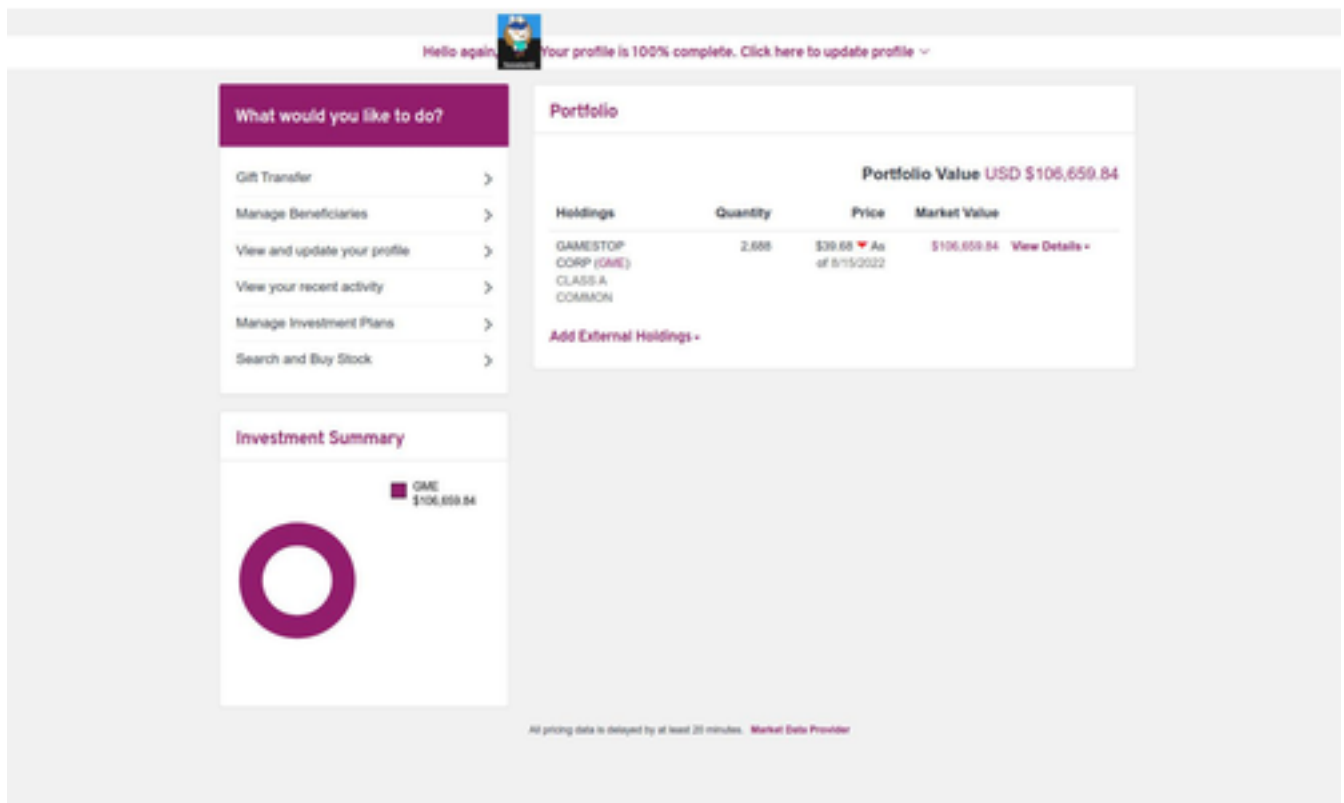 Hello again, Your profile is 100% complete. Click here to update profile
What would you like to do?
Gift Transfer
Manage Beneficiaries
View and update your profile
View your recent activity
Manage Investment Plans
Search and Buy Stock
Portfolio
Portfolio Value USD $106,659.84
Holdings Quantity Price Market Value
GAMESTOP 2,688 $39.68 As $106,659.84 View Details
CORP (GME) of 8/15/2022
CLASS A
COMMON
Add External Holdings
Investment Summary
GME
$106,659.84
All pricing data is delayed by at least 20 minutes. Market Data Provider